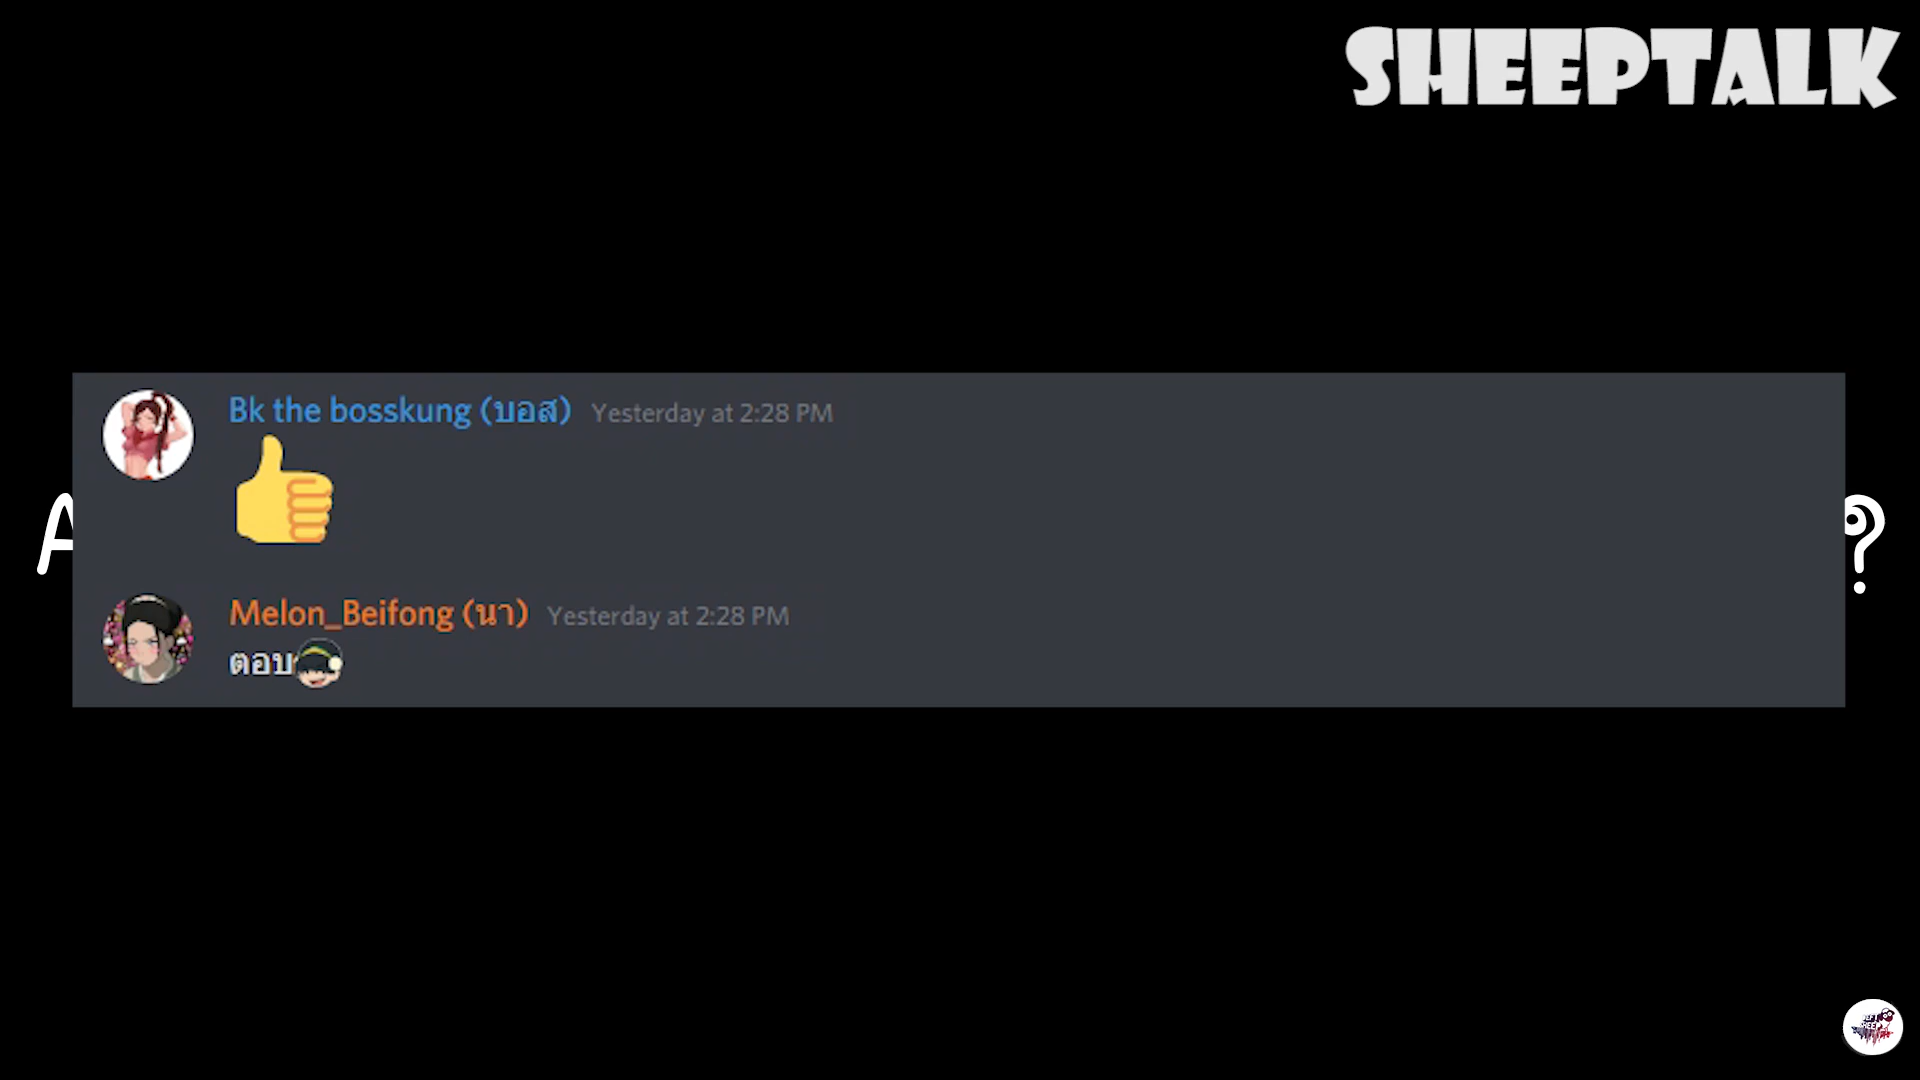 SHEEPTALK
Bk the bosskung (บอส) Yesterday at 2:28 PM
A ?
Melon_Beifong (นา) Yesterday at 2:28 PM
ตอบ